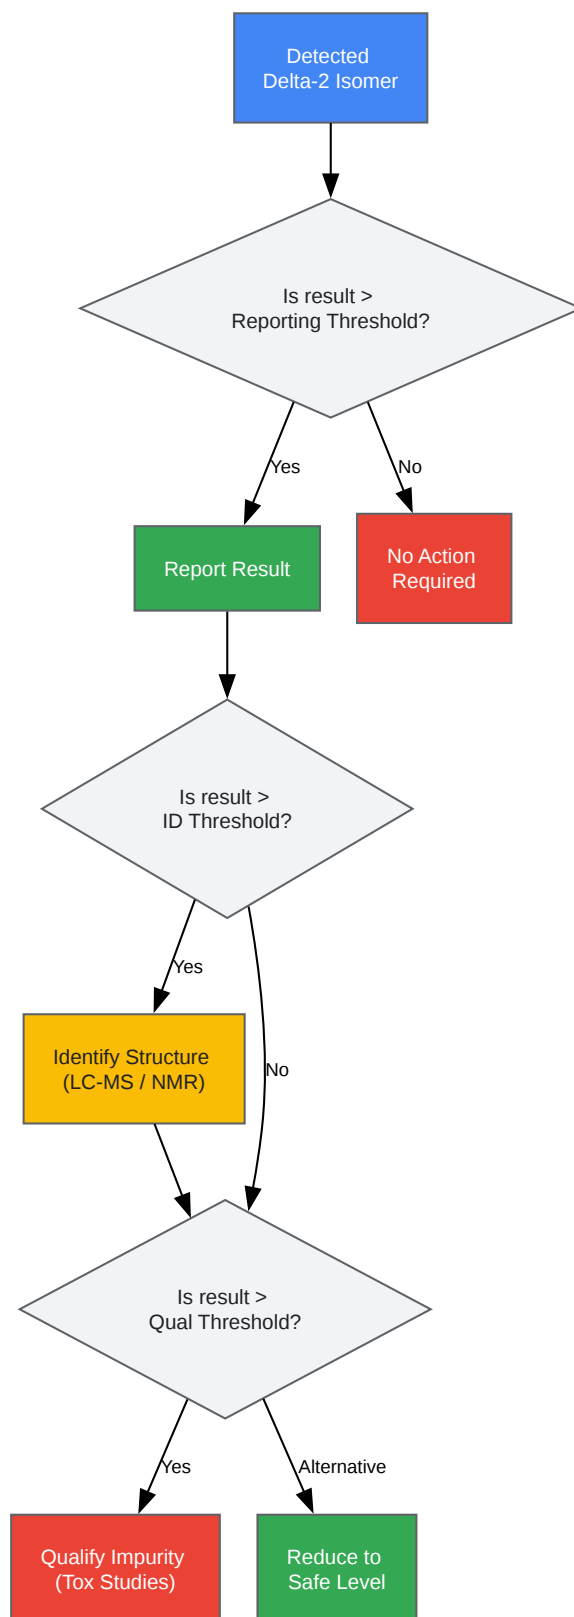 Detected
Delta-2 Isomer
Is result >
Reporting Threshold?
Yes
No
Report Result
No Action
Required
Is result >
ID Threshold?
Yes
Identify Structure
(LC-MS / NMR)
No
Is result >
Qual Threshold?
Yes
Alternative
Qualify Impurity
(Tox Studies)
Reduce to
Safe Level